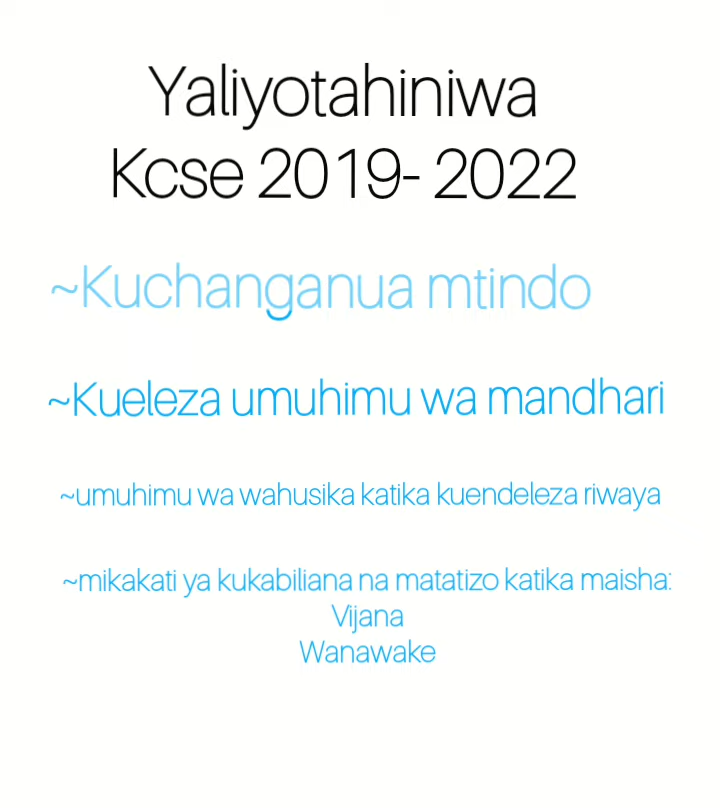 Yaliyotahiniwa
Kcse 2019- 2022
~Kuchanganua mtindo
~Kueleza umuhimu wa mandhari
~umuhimu wa wahusika katika kuendeleza riwaya
~mikakati ya kukabiliana na matatizo katika maisha:
Vijana
Wanawake